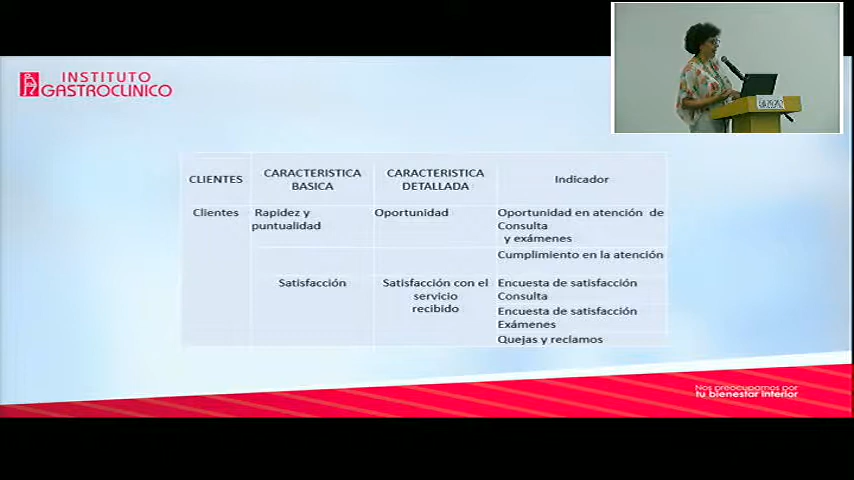 INSTITUTO
GASTROCLINICO
CLIENTES
CARACTERISTICA
BASICA
CARACTERISTICA
DETALLADA
Indicador
Clientes
Rapidez y
puntualidad
Oportunidad
Oportunidad en atención de
Consulta
y exámenes
Cumplimiento en la atención
Satisfacción
Satisfacción con el
servicio
recibido
Encuesta de satisfacción
Consulta
Encuesta de satisfacción
Exámenes
Quejas y reclamos
Nos preocupamos por
tu bienestar interior